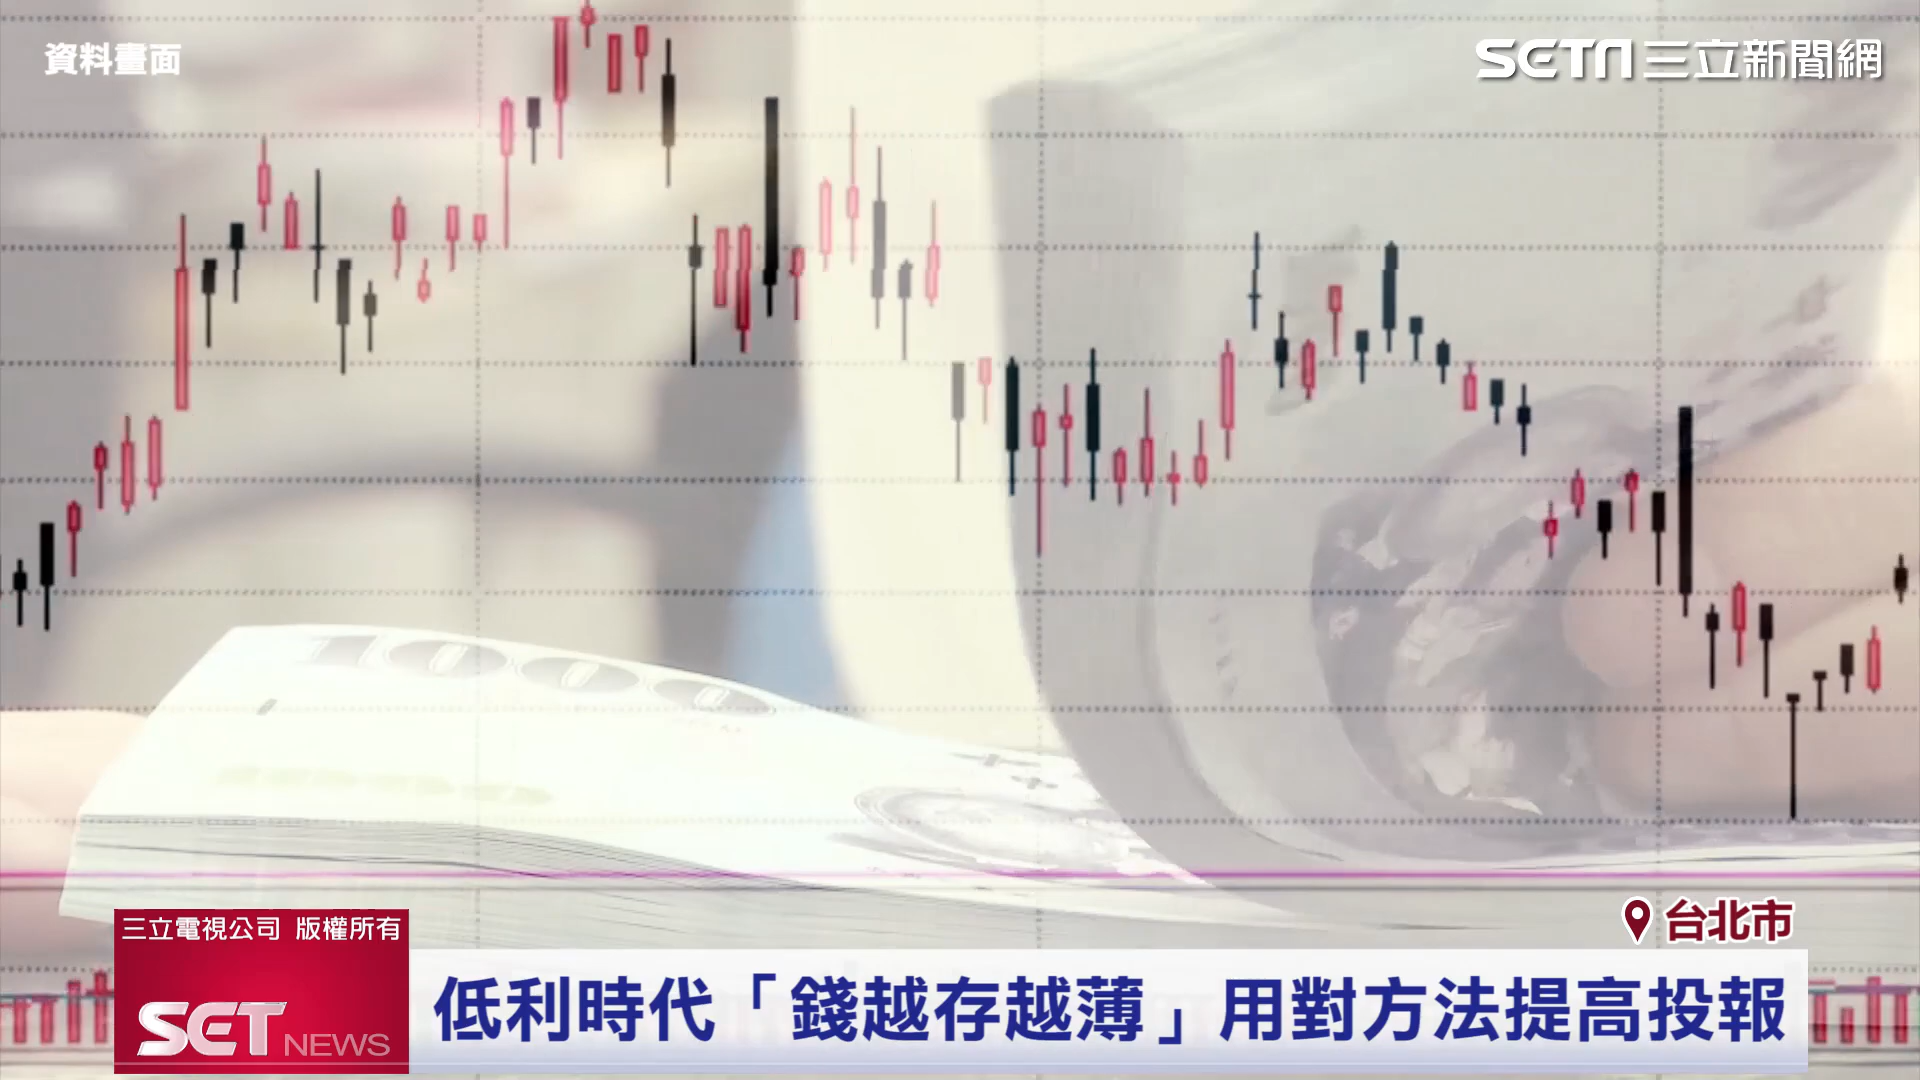 資料畫面
SETN三立新聞網
1000
台北市
三立電視公司 版權所有
SET NEWS
低利時代「錢越存越薄」用對方法提高投報